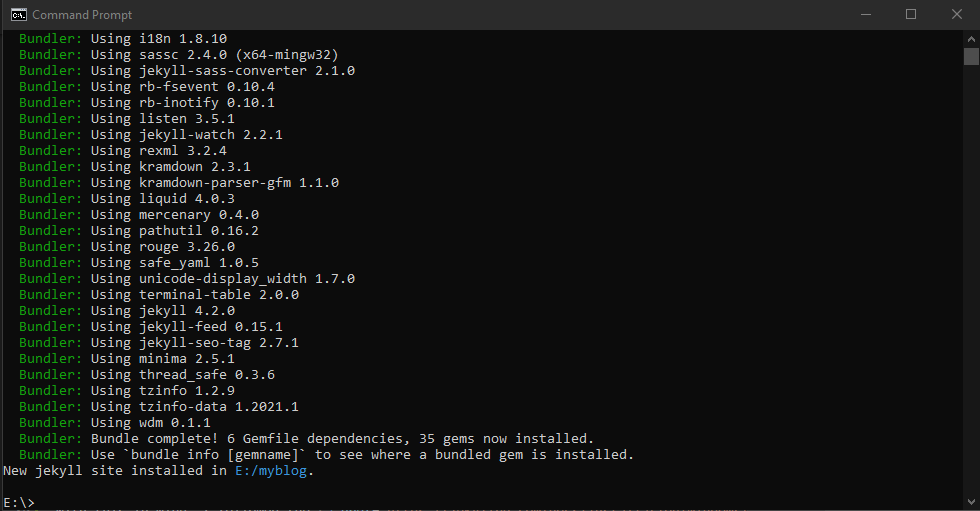 Command Prompt
Bundler: Using i18n 1.8.10
Bundler: Using sassc 2.4.0 (x64-mingw32)
Bundler: Using jekyll-sass-converter 2.1.0
Bundler: Using rb-fsevent 0.10.4
Bundler: Using rb-inotify 0.10.1
Bundler: Using listen 3.5.1
Bundler: Using jekyll-watch 2.2.1
Bundler: Using rexml 3.2.4
Bundler: Using kramdown 2.3.1
Bundler: Using kramdown-parser-gfm 1.1.0
Bundler: Using liquid 4.0.3
Bundler: Using mercenary 0.4.0
Bundler: Using pathutil 0.16.2
Bundler: Using rouge 3.26.0
Bundler: Using safe_yaml 1.0.5
Bundler: Using unicode-display_width 1.7.0
Bundler: Using terminal-table 2.0.0
Bundler: Using jekyll 4.2.0
Bundler: Using jekyll-feed 0.15.1
Bundler: Using jekyll-seo-tag 2.7.1
Bundler: Using minima 2.5.1
Bundler: Using thread_safe 0.3.6
Bundler: Using tzinfo 1.2.9
Bundler: Using tzinfo-data 1.2021.1
Bundler: Using wdm 0.1.1
Bundler: Bundle complete! 6 Gemfile dependencies, 35 gems now installed.
Bundler: Use `bundle info [gemname]` to see where a bundled gem is installed.
New jekyll site installed in E:/myblog.
E:\>